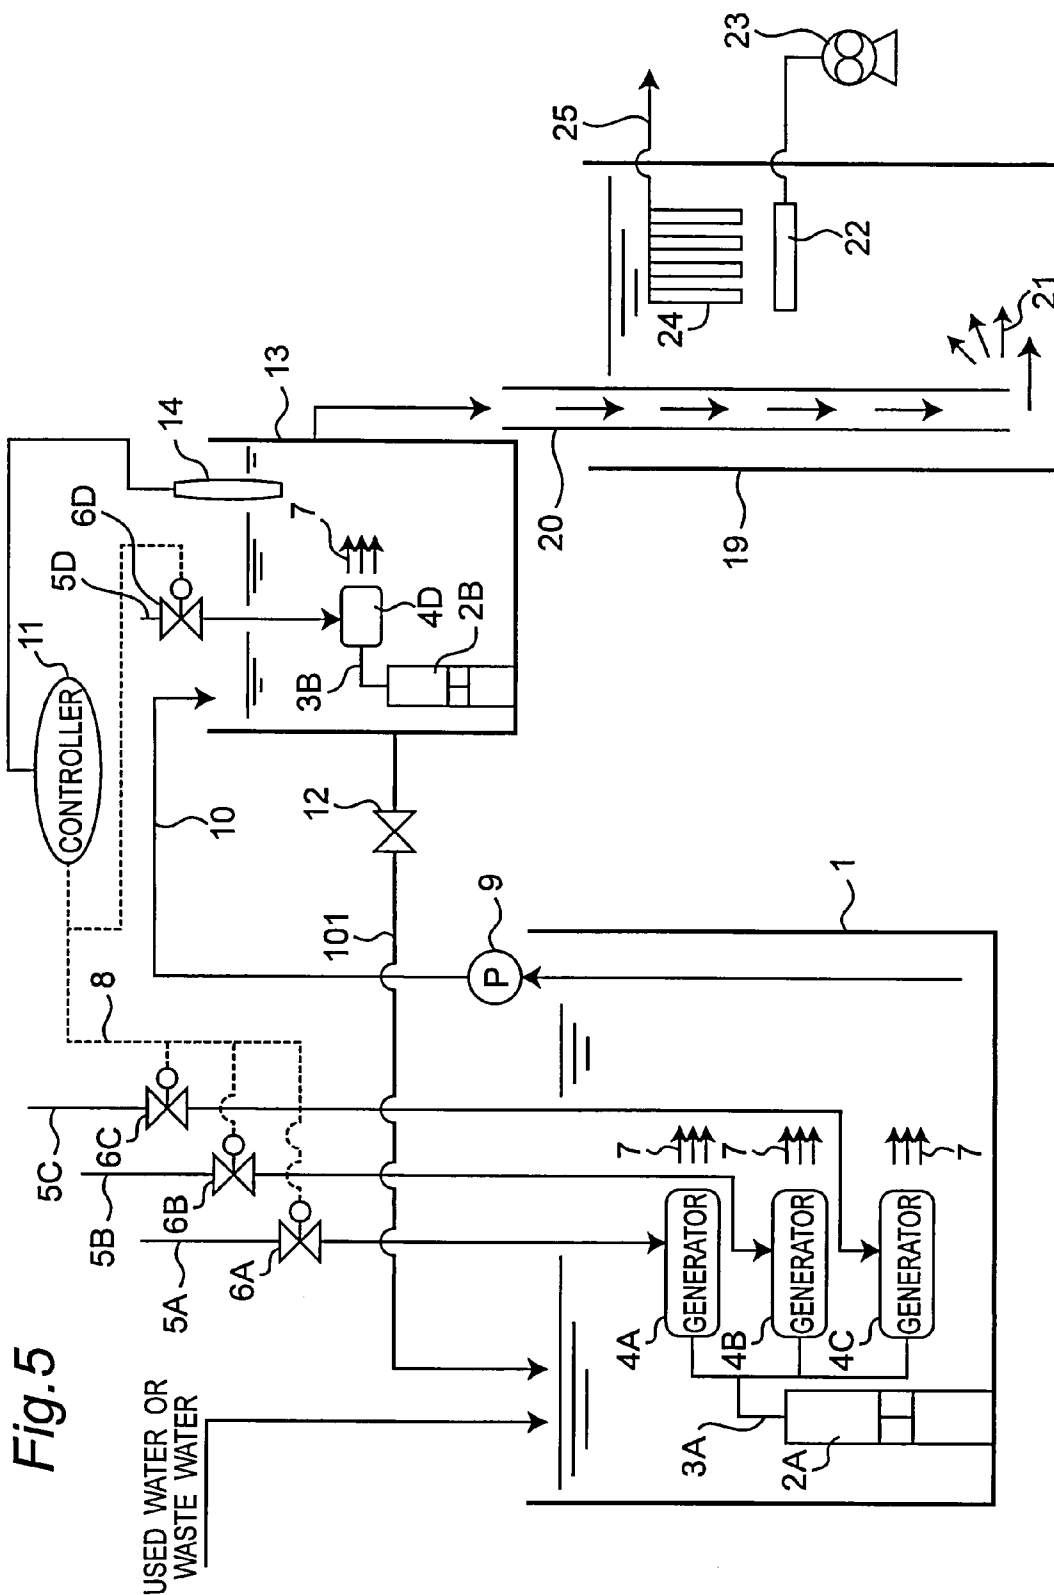 Fig.5
USED WATER OR
WASTE WATER
5A
5B
5C
6A
6B
6C
8
CONTROLLER
11
5D
6D
14
13
10
101
12
9
P
1
7
3B
4D
2B
4A
GENERATOR
7
4B
GENERATOR
7
4C
GENERATOR
7
3A
2A
20
19
24
25
22
23
21